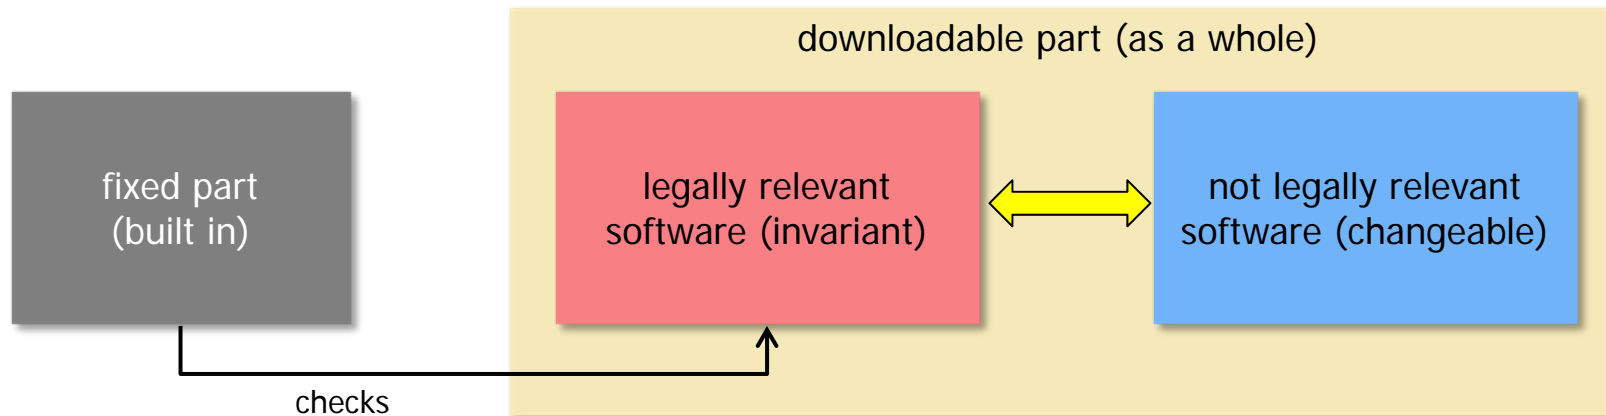 downloadable part (as a whole)
fixed part
(built in)
legally relevant
software (invariant)
not legally relevant
software (changeable)
checks